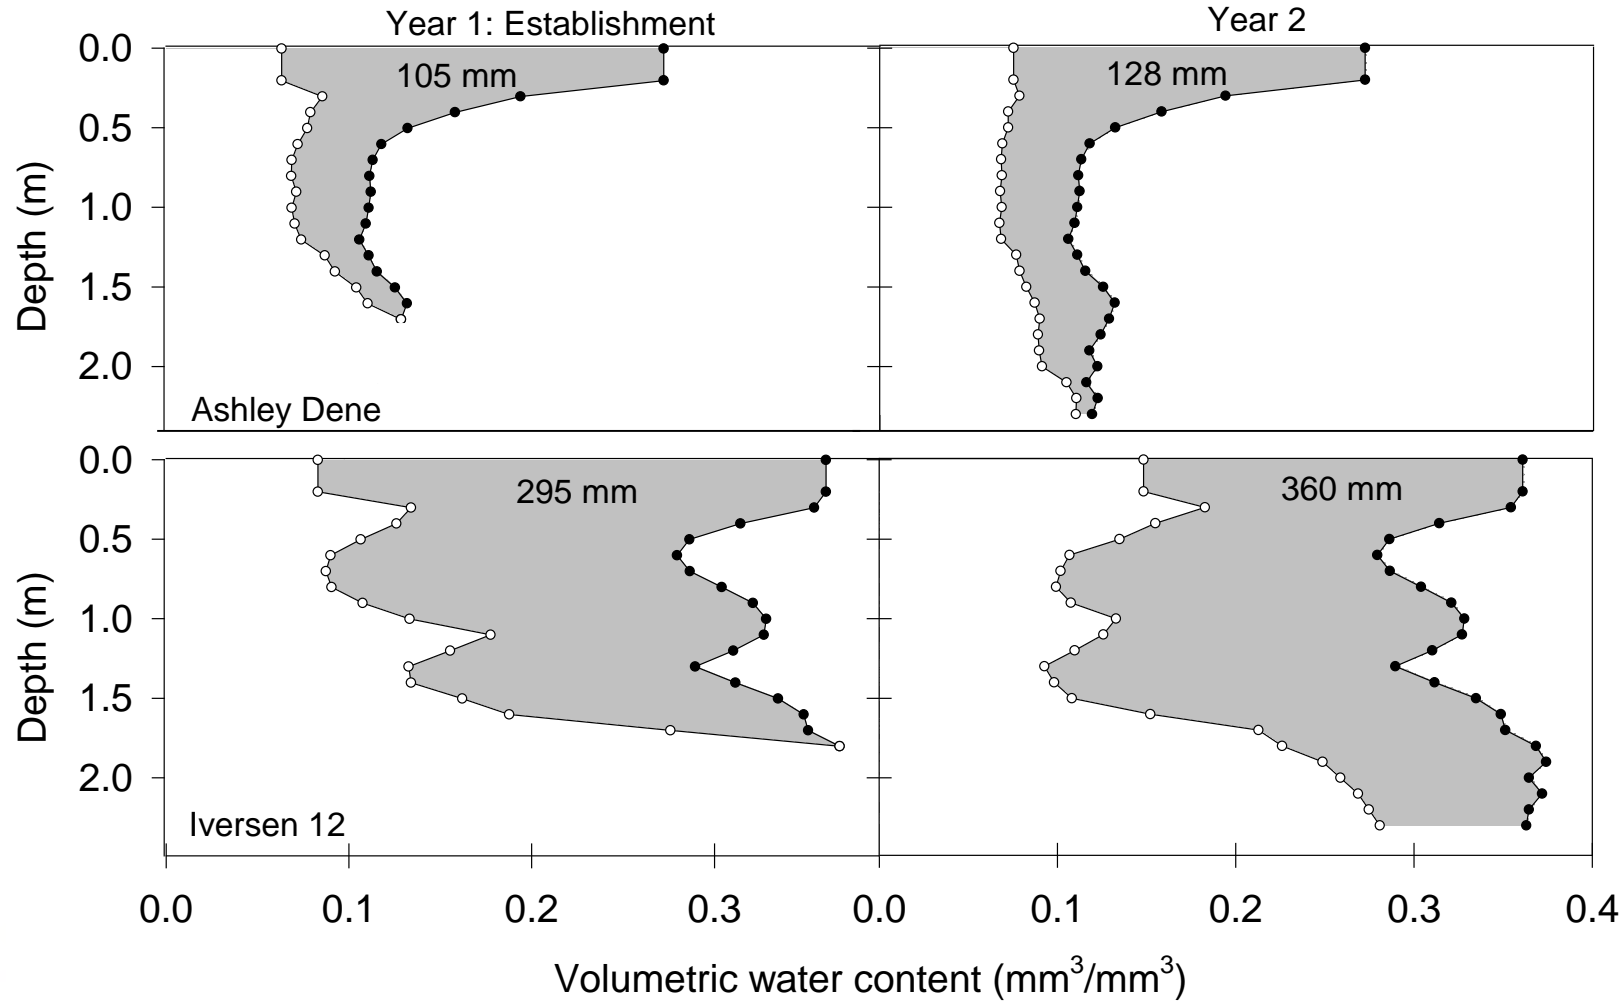 Year 1: Establishment
Year 2
0.0
105 mm
128 mm
0.5
1.0
1.5
2.0
Depth (m)
Ashley Dene
0.0
295 mm
360 mm
0.5
1.0
1.5
2.0
Depth (m)
Iversen 12
0.0 0.1 0.2 0.3 0.0 0.1 0.2 0.3 0.4
Volumetric water content (mm³/mm³)